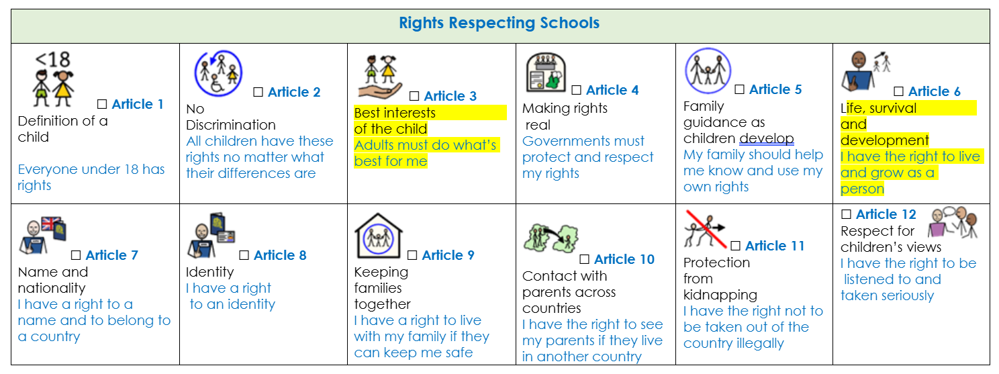 Rights Respecting Schools
<18
☐ Article 1
Definition of a
child
Everyone under 18 has
rights
☐ Article 2
No
Discrimination
All children have these
rights no matter what
their differences are
☐ Article 3
Best interests
of the child
Adults must do what's
best for me
☐ Article 4
Making rights
real
Governments must
protect and respect
my rights
☐ Article 5
Family
guidance as
children develop
My family should help
me know and use my
own rights
☐ Article 6
Life, survival
and
development
I have the right to live
and grow as a
person
☐ Article 7
Name and
nationality
I have a right to a
name and to belong to
a country
☐ Article 8
Identity
I have a right
to an identity
☐ Article 9
Keeping
families
together
I have a right to live
with my family if they
can keep me safe
☐ Article 10
Contact with
parents across
countries
I have the right to see
my parents if they live
in another country
☐ Article 11
Protection
from
kidnapping
I have the right not to
be taken out of the
country illegally
☐ Article 12
Respect for
children's views
I have the right to be
listened to and
taken seriously